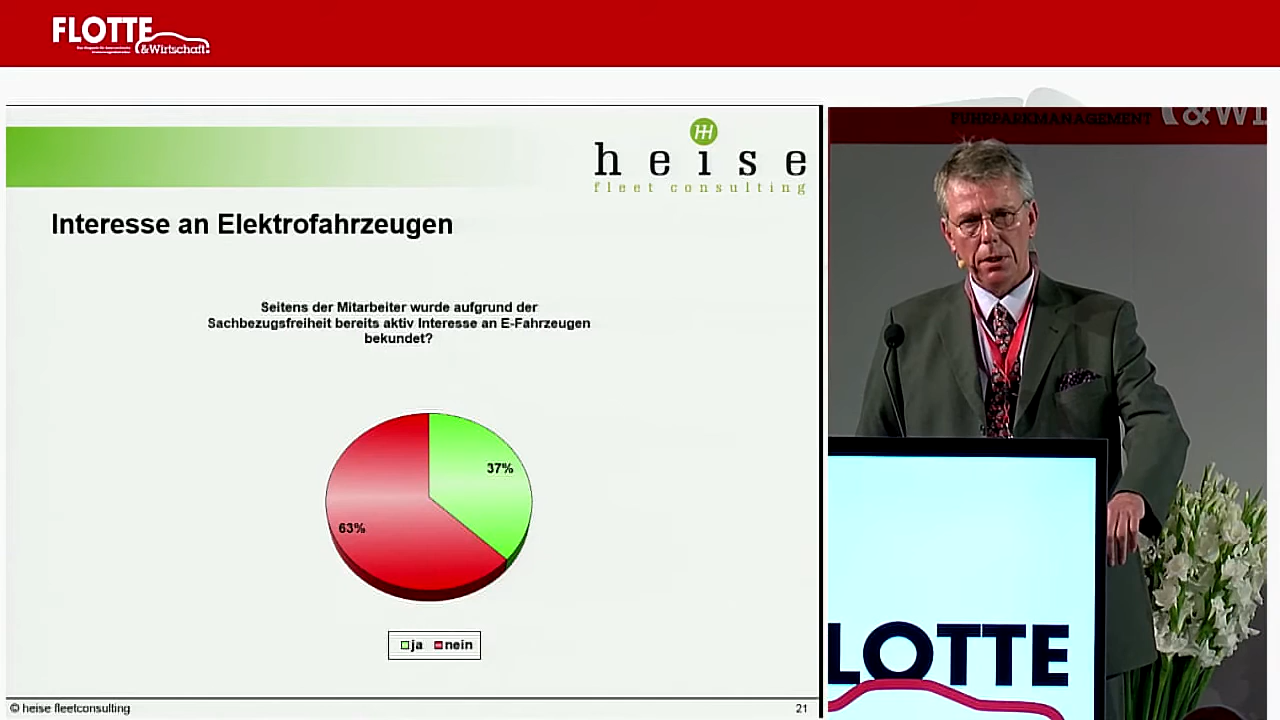 FLOTTE
&Wirtschaft
FUHRPARKMANAGEMENT
&WI
heise
fleet consulting
Interesse an Elektrofahrzeugen
Seitens der Mitarbeiter wurde aufgrund der
Sachbezugsfreiheit bereits aktiv Interesse an E-Fahrzeugen
bekundet?
37%
63%
ja nein
© heise fleetconsulting
21
LOTTE